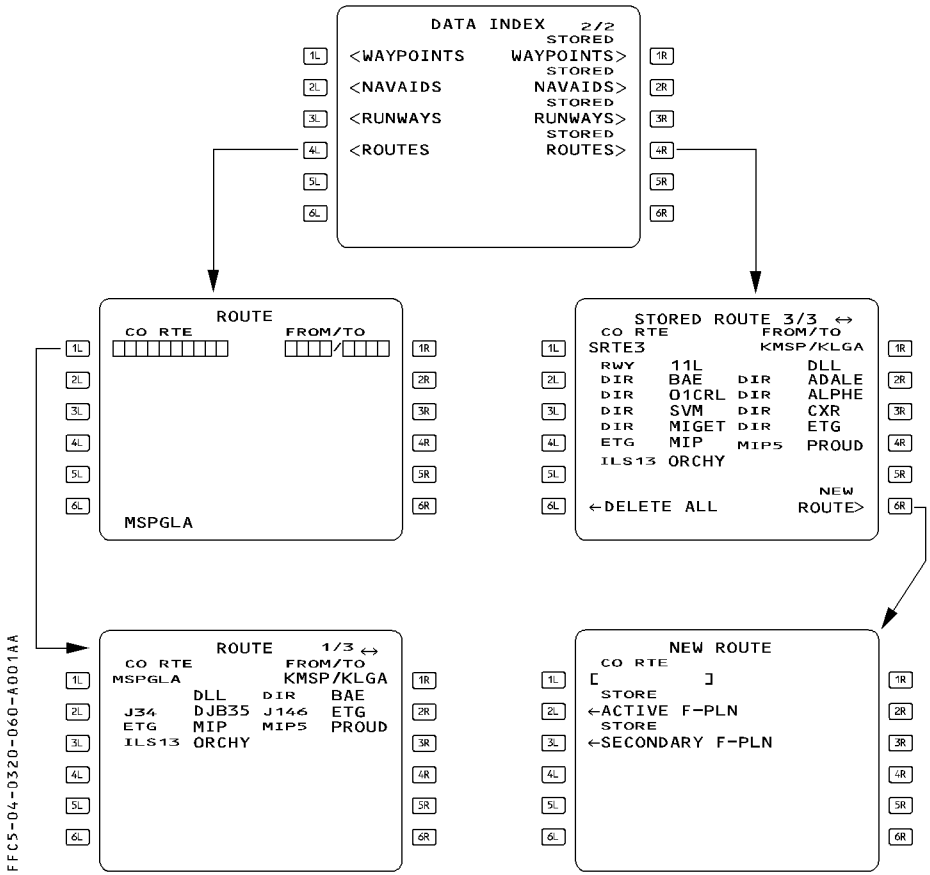 DATA INDEX 2/2
STORED
1L <WAYPOINTS WAYPOINTS> 1R
STORED
2L <NAVAIDS NAVAIDS> 2R
STORED
3L <RUNWAYS RUNWAYS> 3R
STORED
4L <ROUTES ROUTES> 4R
5L 5R
6L 6R
ROUTE
CO RTE FROM/TO
1L / 1R
2L 2R
3L 3R
4L 4R
5L 5R
6L 6R
MSPGLA
STORED ROUTE 3/3 ↔
CO RTE FROM/TO
1L SRTE3 KMSP/KLGA 1R
RWY 11L DLL
2L DIR BAE DIR ADALE 2R
3L DIR O1CRL DIR ALPHE 3R
DIR SVM DIR CXR
4L DIR MIGET DIR ETG 4R
ETG MIP MIP5 PROUD
5L ILS13 ORCHY 5R
NEW
6L ←DELETE ALL ROUTE> 6R
ROUTE 1/3 ↔
CO RTE FROM/TO
1L MSPGLA KMSP/KLGA 1R
DLL DIR BAE
2L J34 DJB35 J146 ETG 2R
ETG MIP MIP5 PROUD
3L ILS13 ORCHY 3R
4L 4R
5L 5R
6L 6R
NEW ROUTE
CO RTE
1L [ ] 1R
STORE
2L ←ACTIVE F-PLN 2R
STORE
3L ←SECONDARY F-PLN 3R
4L 4R
5L 5R
6L 6R
FFC5-04-0320-060-A001AA